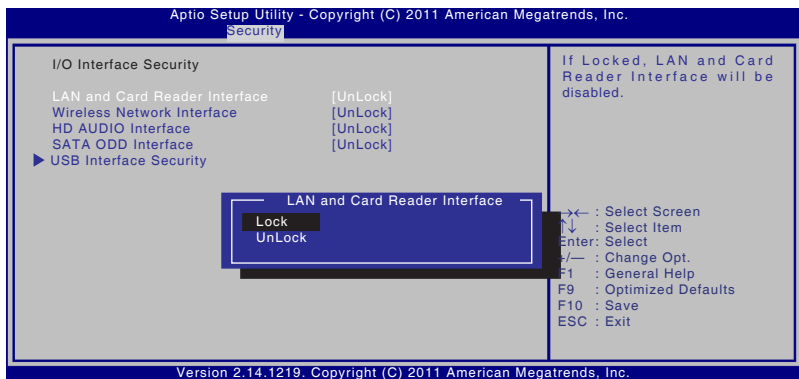 Aptio Setup Utility - Copyright (C) 2011 American Megatrends, Inc.
Security
I/O Interface Security
LAN and Card Reader Interface [UnLock]
Wireless Network Interface [UnLock]
HD AUDIO Interface [UnLock]
SATA ODD Interface [UnLock]
USB Interface Security
If Locked, LAN and Card
Reader Interface will be
disabled.
LAN and Card Reader Interface
Lock
UnLock
→← : Select Screen
↑↓ : Select Item
Enter: Select
+/— : Change Opt.
F1 : General Help
F9 : Optimized Defaults
F10 : Save
ESC : Exit
Version 2.14.1219. Copyright (C) 2011 American Megatrends, Inc.